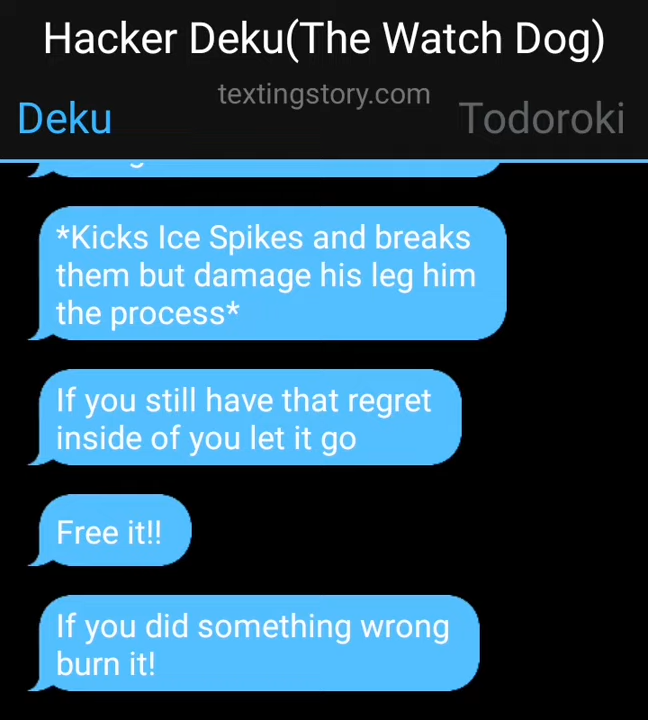 Hacker Deku(The Watch Dog)
textingstory.com
Deku
Todoroki
*Kicks Ice Spikes and breaks
them but damage his leg him
the process*
If you still have that regret
inside of you let it go
Free it!!
If you did something wrong
burn it!